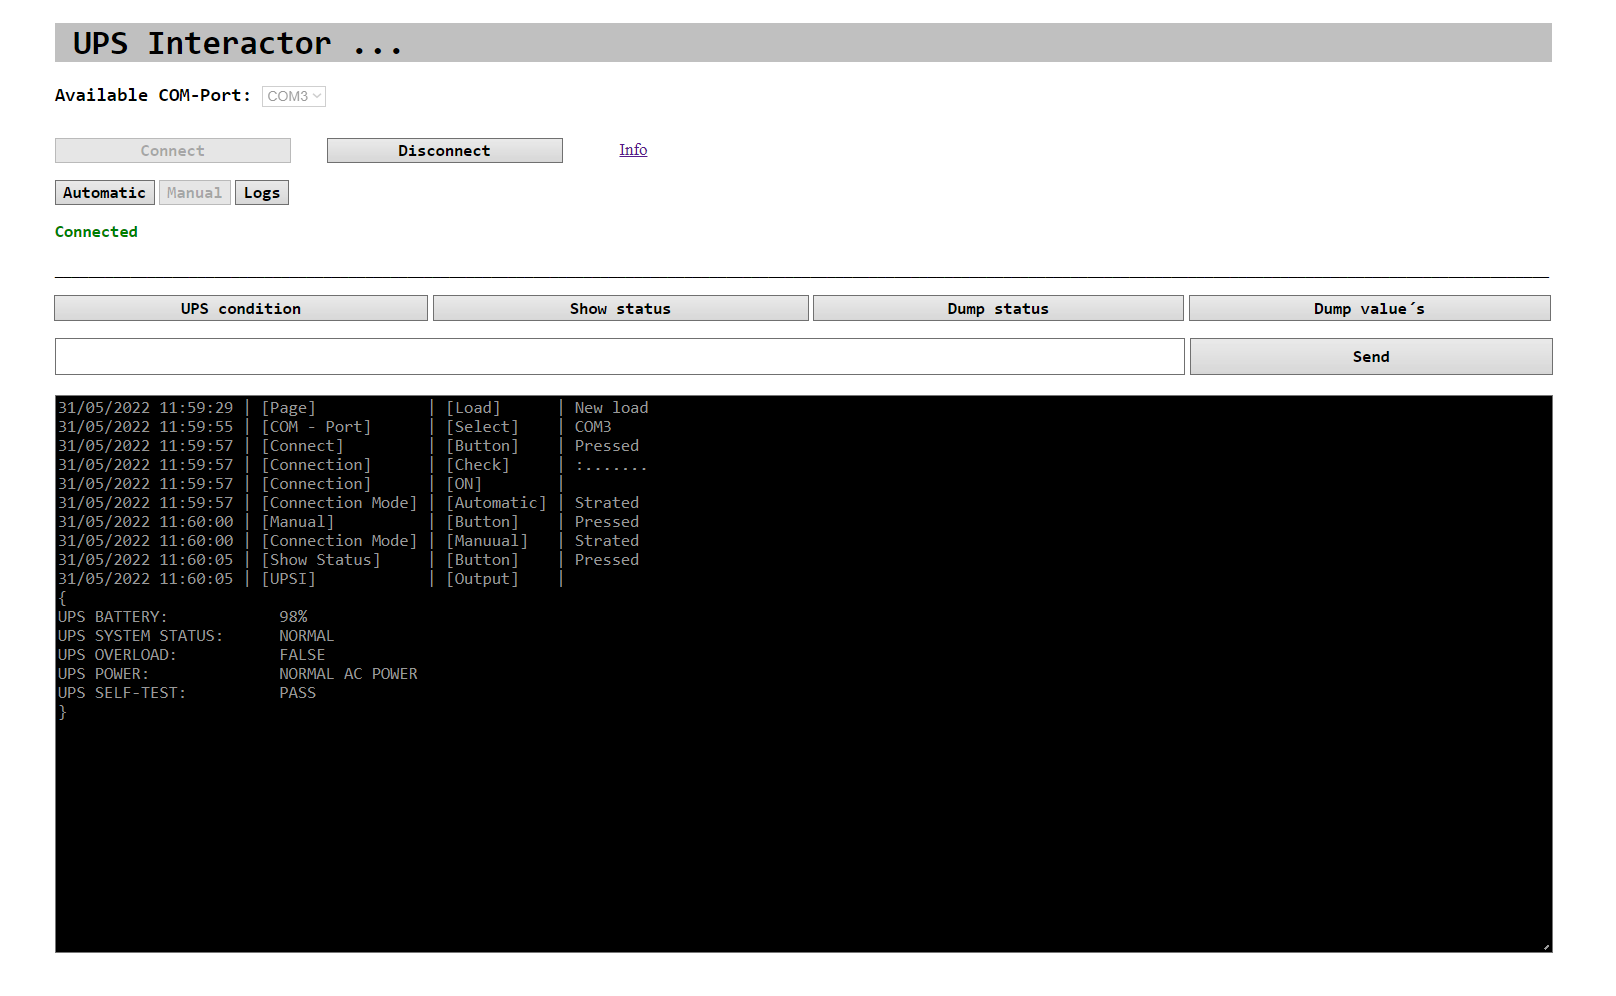 UPS Interactor ...
Available COM-Port: COM3
Connect Disconnect Info
Automatic Manual Logs
Connected
UPS condition Show status Dump status Dump value´s
Send
31/05/2022 11:59:29 | [Page] | [Load] | New load
31/05/2022 11:59:55 | [COM - Port] | [Select] | COM3
31/05/2022 11:59:57 | [Connect] | [Button] | Pressed
31/05/2022 11:59:57 | [Connection] | [Check] | :.......
31/05/2022 11:59:57 | [Connection] | [ON] |
31/05/2022 11:59:57 | [Connection Mode] | [Automatic] | Strated
31/05/2022 11:60:00 | [Manual] | [Button] | Pressed
31/05/2022 11:60:00 | [Connection Mode] | [Manuual] | Strated
31/05/2022 11:60:05 | [Show Status] | [Button] | Pressed
31/05/2022 11:60:05 | [UPSI] | [Output] |
{
UPS BATTERY: 98%
UPS SYSTEM STATUS: NORMAL
UPS OVERLOAD: FALSE
UPS POWER: NORMAL AC POWER
UPS SELF-TEST: PASS
}